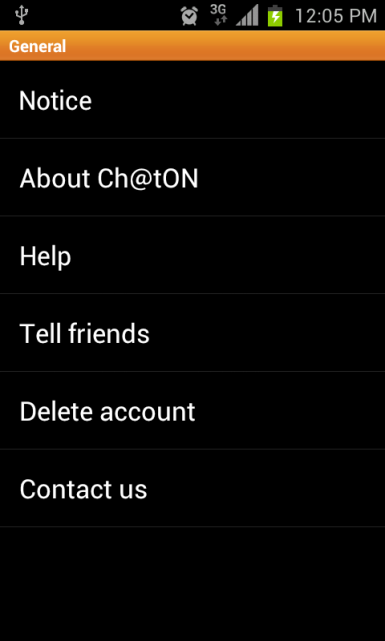 3G 12:05 PM
General
Notice
About Ch@tON
Help
Tell friends
Delete account
Contact us